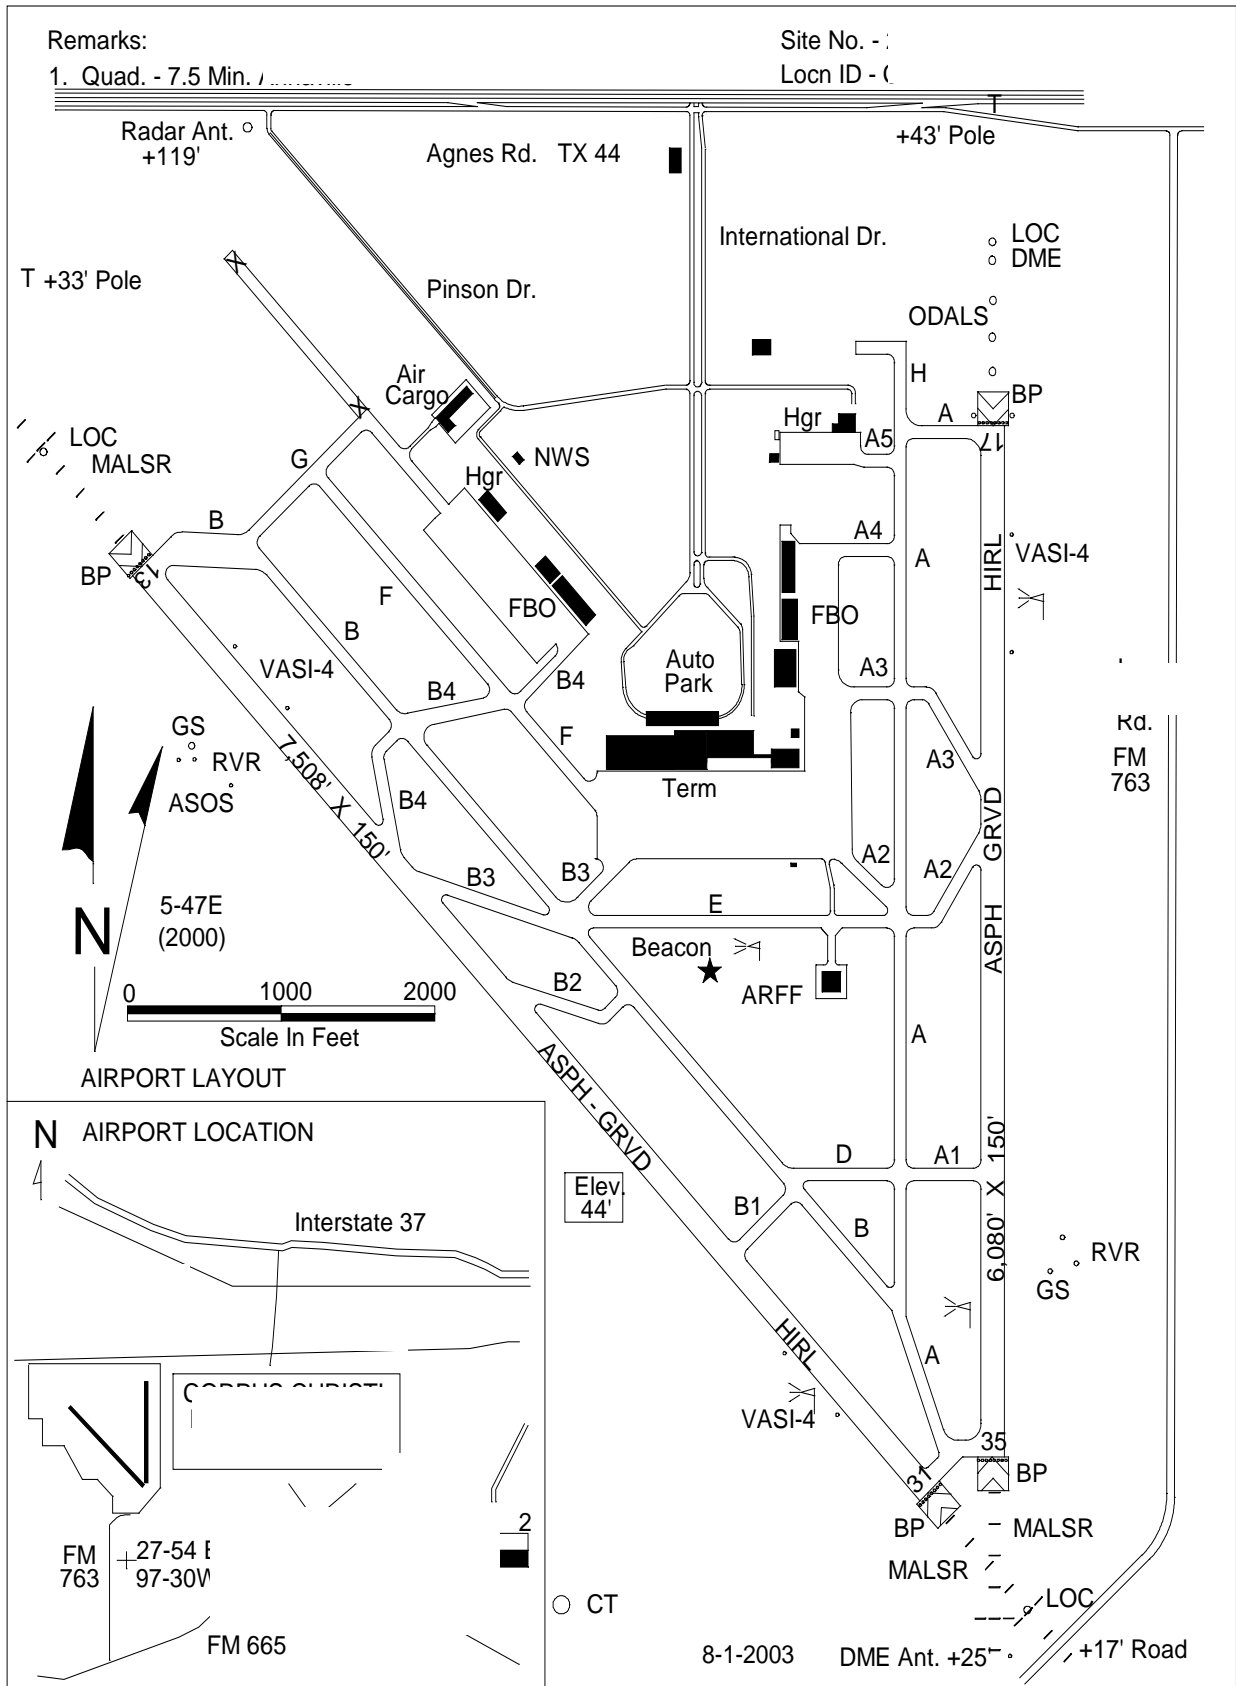 Remarks:
Site No. -
1. Quad. - 7.5 Min.
Locn ID -
T
Radar Ant.
+119'
Agnes Rd. TX 44
+43' Pole
International Dr.
LOC
DME
T +33' Pole
Pinson Dr.
ODALS
H
BP
Air
Cargo
A
X
X
Hgr
A5
17
LOC
MALSR
G
NWS
Hgr
B
A4
A
HIRL
VASI-4
BP
13
F
FBO
FBO
B
VASI-4
Auto
Park
A3
B4
B4
Rd.
FM
763
GS
RVR
ASOS
F
7,508' X 150'
Term
A3
B4
GRVD
A2
A2
B3
B3
E
ASPH
N
5-47E
(2000)
Beacon
B2
ARFF
0 1000 2000
Scale In Feet
A
AIRPORT LAYOUT
ASPH - GRVD
N AIRPORT LOCATION
D
A1
6,080' X 150'
Elev.
44'
B1
B
Interstate 37
RVR
GS
HIRL
A
CORPUS CHRISTI
VASI-4
35
31
BP
BP
MALSR
MALSR
2
FM
763
27-54
97-30W
CT
LOC
FM 665
8-1-2003
DME Ant. +25'
+17' Road